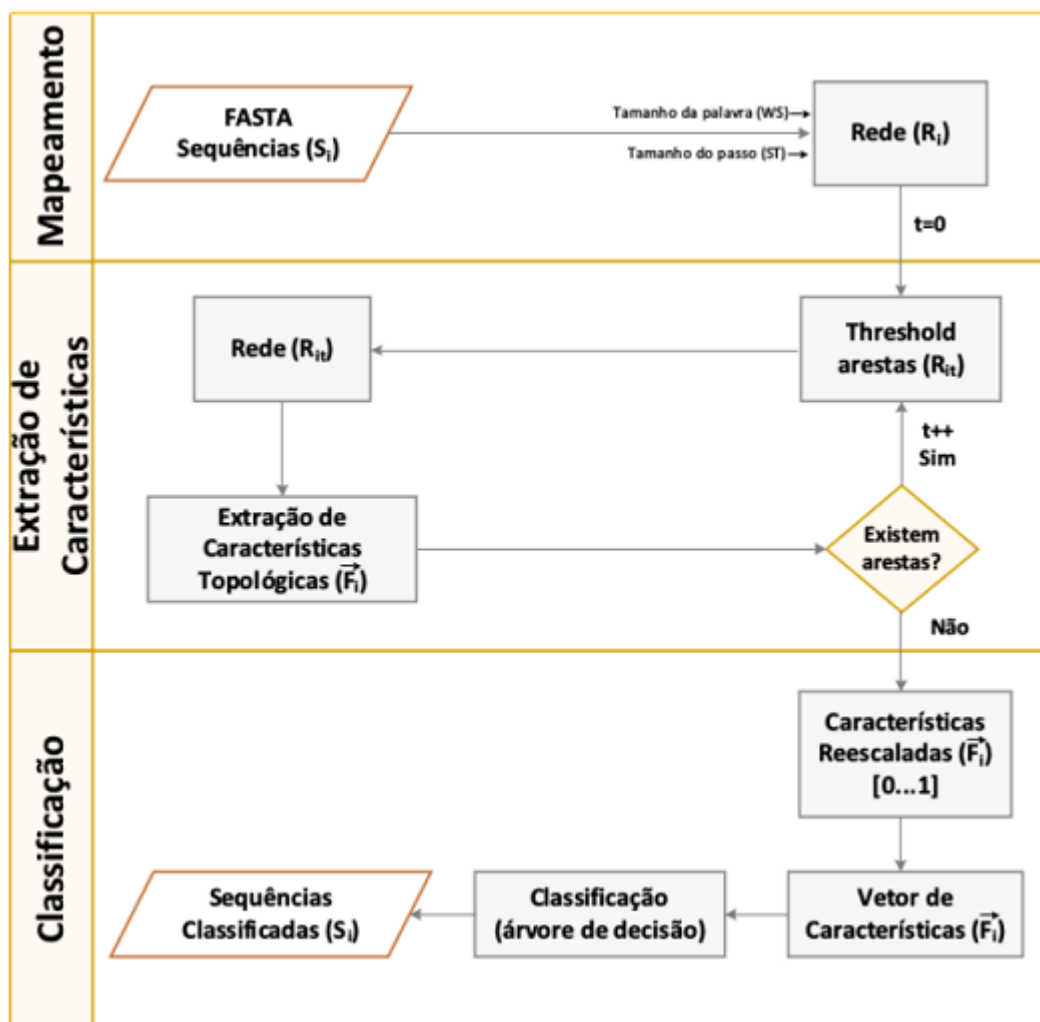 Mapeamento
FASTA
Sequências (Si)
Tamanho da palavra (WS)
Tamanho do passo (ST)
Rede (Ri)
t=0
Extração de
Características
Threshold
arestas (Rit)
Rede (Rit)
Extração de
Características
Topológicas (F⃗i)
Existem
arestas?
t++
Sim
Não
Classificação
Características
Reescaladas (F⃗i)
[0...1]
Vetor de
Características (F⃗i)
Classificação
(árvore de decisão)
Sequências
Classificadas (Si)